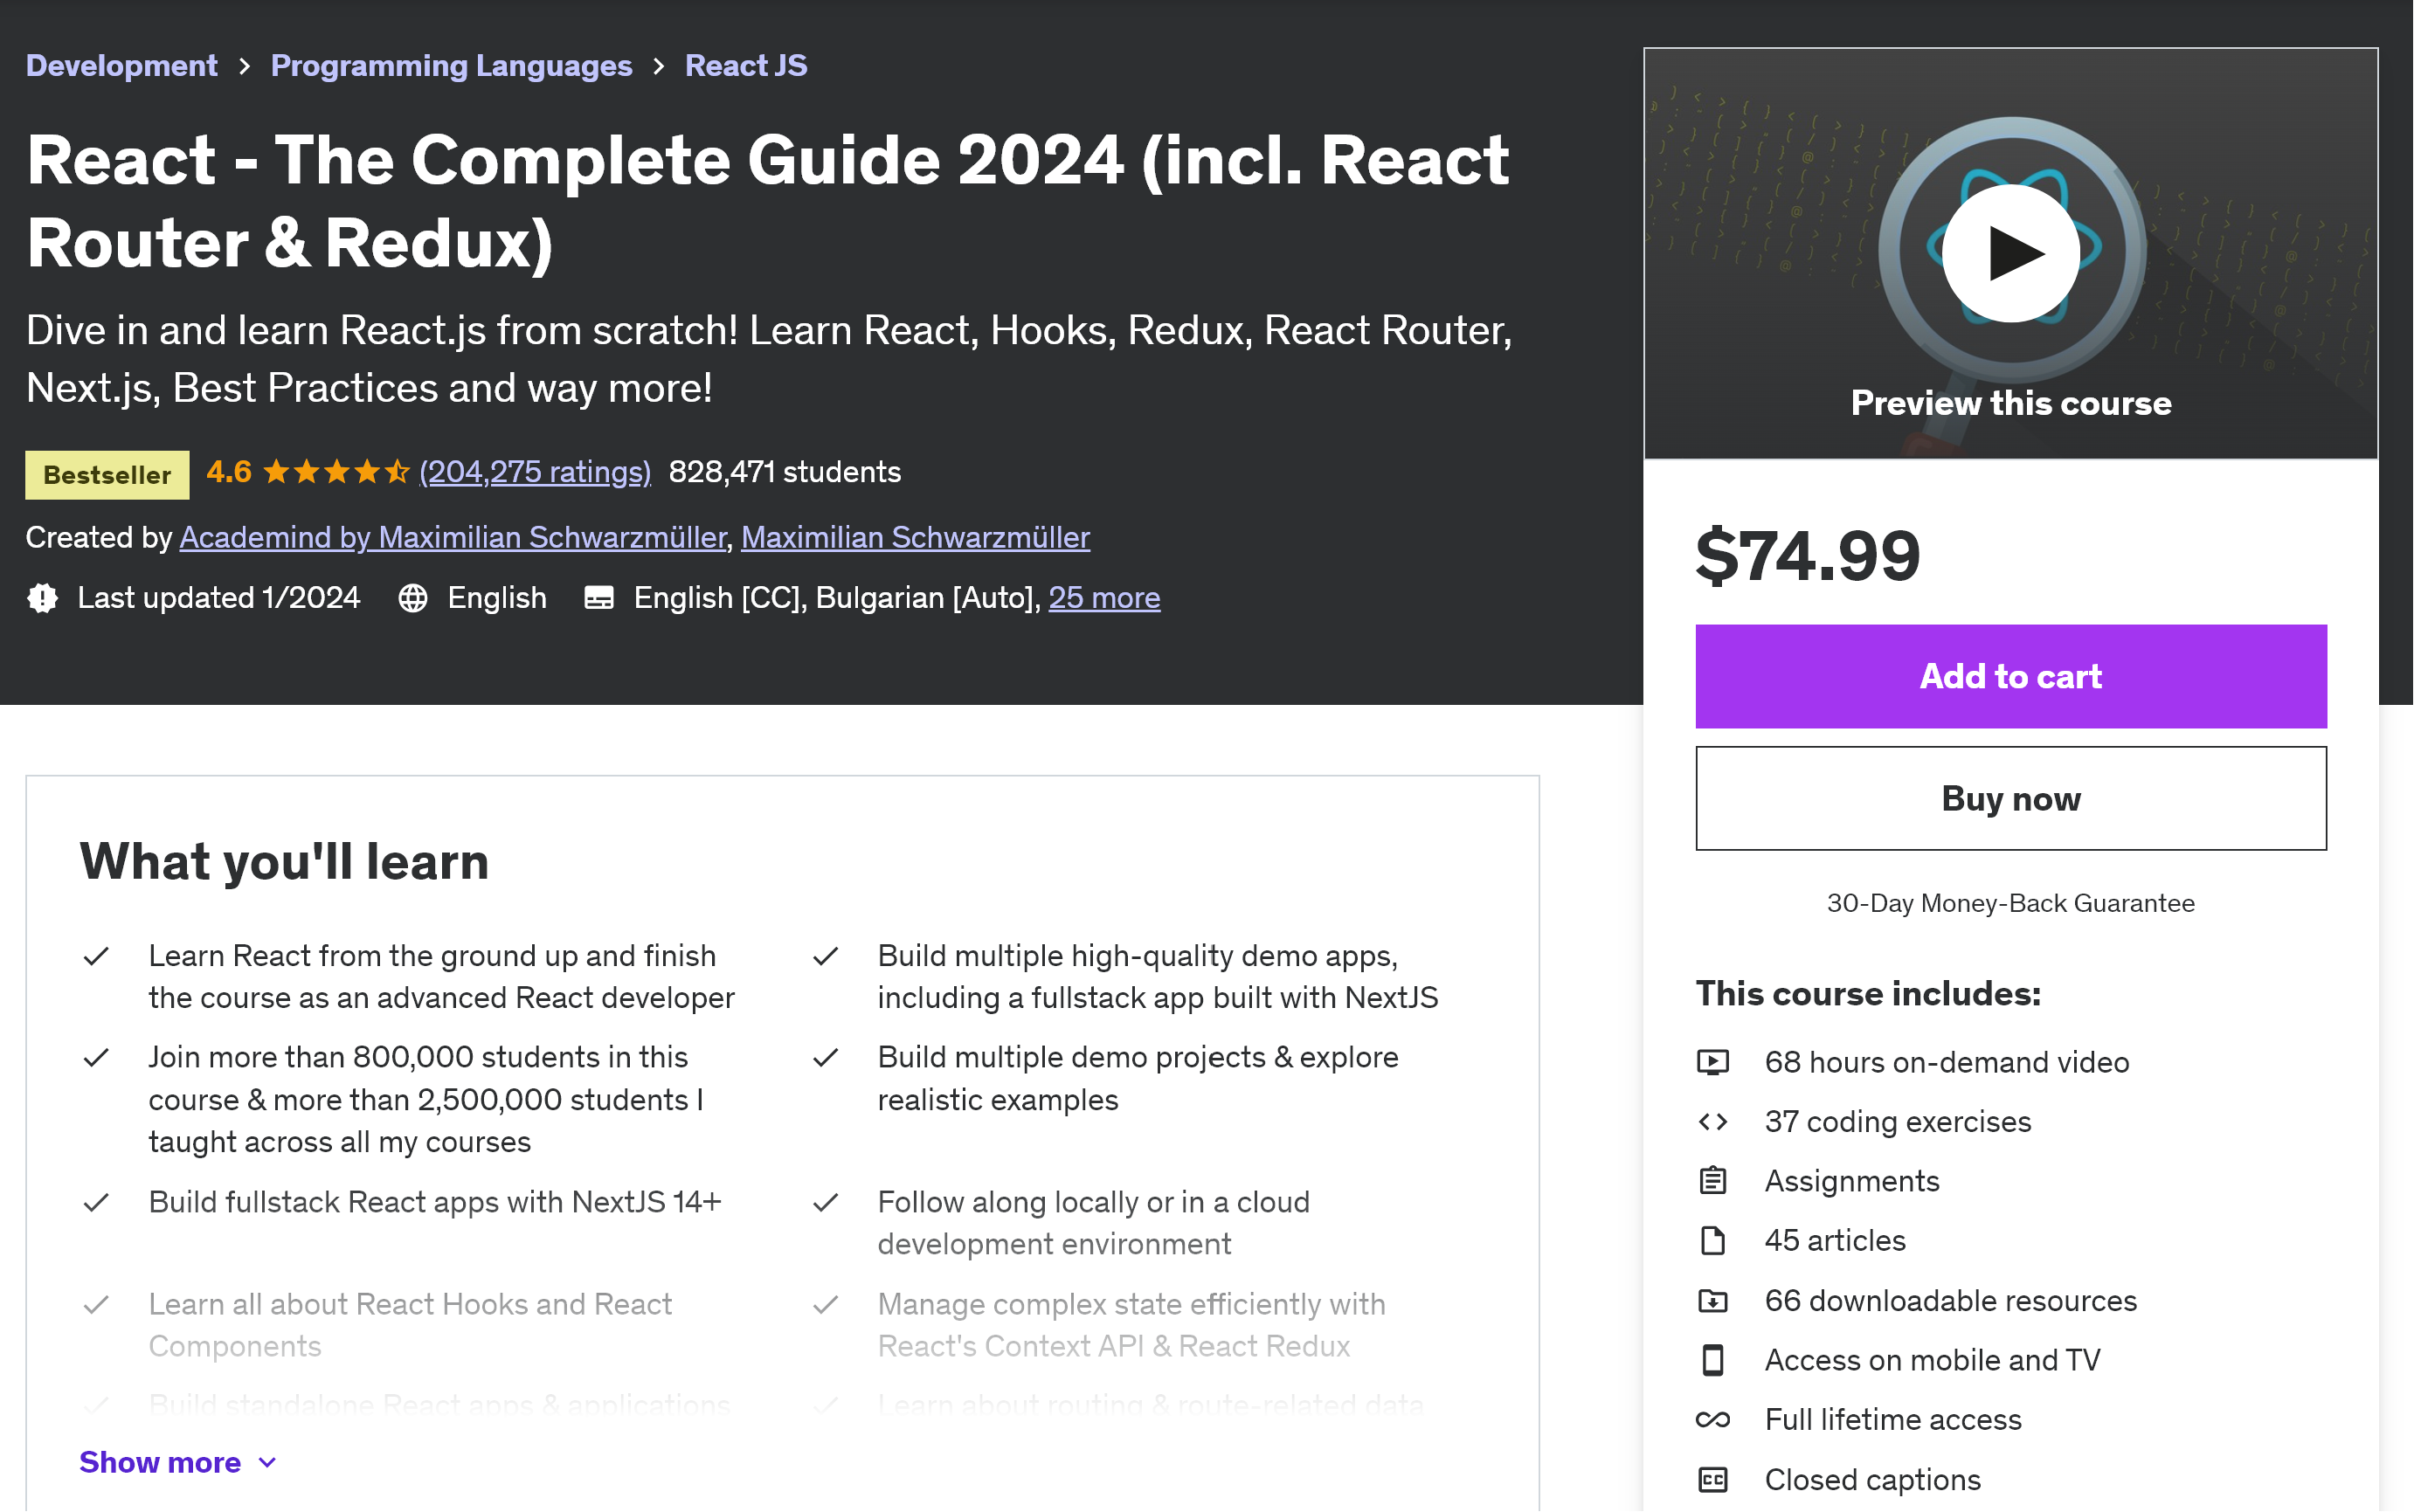 Development > Programming Languages > React JS
React - The Complete Guide 2024 (incl. React
Router & Redux)
Dive in and learn React.js from scratch! Learn React, Hooks, Redux, React Router,
Next.js, Best Practices and way more!
Bestseller 4.6 (204,275 ratings) 828,471 students
Created by Academind by Maximilian Schwarzmüller, Maximilian Schwarzmüller
Last updated 1/2024 English English [CC], Bulgarian [Auto], 25 more
Preview this course
$74.99
Add to cart
Buy now
30-Day Money-Back Guarantee
This course includes:
68 hours on-demand video
37 coding exercises
Assignments
45 articles
66 downloadable resources
Access on mobile and TV
Full lifetime access
CC Closed captions
What you'll learn
Learn React from the ground up and finish
the course as an advanced React developer
Build multiple high-quality demo apps,
including a fullstack app built with NextJS
Join more than 800,000 students in this
course & more than 2,500,000 students I
taught across all my courses
Build multiple demo projects & explore
realistic examples
Build fullstack React apps with NextJS 14+
Follow along locally or in a cloud
development environment
Learn all about React Hooks and React
Components
Manage complex state efficiently with
React's Context API & React Redux
Build standalone React apps & applications
Learn about routing & route-related data
Show more